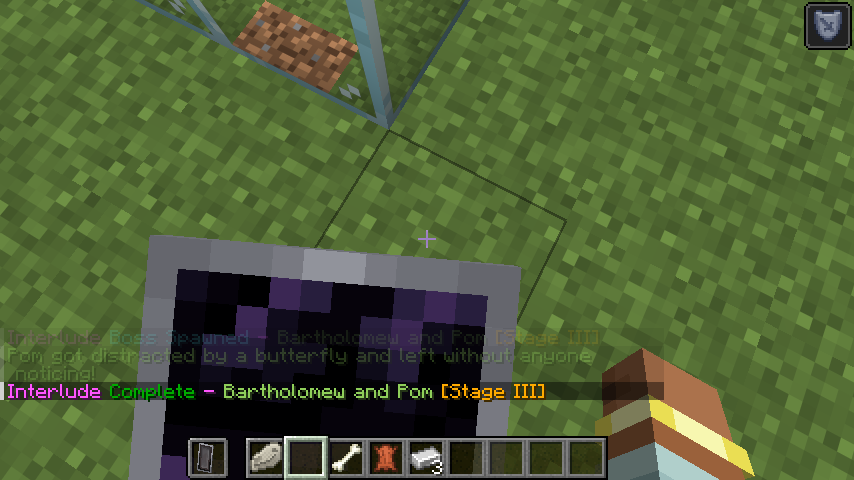 Interlude Boss Spawned - Bartholomew and Pom [Stage III]
Pom got distracted by a butterfly and left without anyone
noticing!
Interlude Complete - Bartholomew and Pom [Stage III]
3